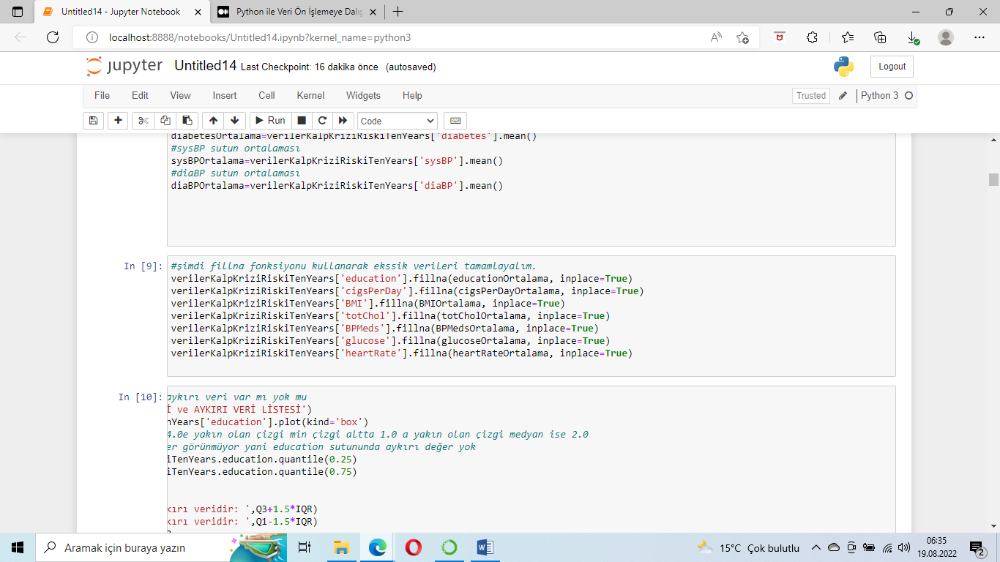 Untitled14 - Jupyter Notebook
Python ile Veri Ön İşlemeye Dalış
localhost:8888/notebooks/Untitled14.ipynb?kernel_name=python3
jupyter Untitled14 Last Checkpoint: 16 dakika önce (autosaved)
Logout
File Edit View Insert Cell Kernel Widgets Help
Trusted Python 3
Run Code
diabetesOrtalama=verilerKalpKriziRiskiTenYears['diabetes'].mean()
#sysBP sutun ortalaması
sysBPOrtalama=verilerKalpKriziRiskiTenYears['sysBP'].mean()
#diaBP sutun ortalaması
diaBPOrtalama=verilerKalpKriziRiskiTenYears['diaBP'].mean()
In [9]: #şimdi fillna fonksiyonu kullanarak ekssik verileri tamamlayalım.
verilerKalpKriziRiskiTenYears['education'].fillna(educationOrtalama, inplace=True)
verilerKalpKriziRiskiTenYears['cigsPerDay'].fillna(cigsPerDayOrtalama, inplace=True)
verilerKalpKriziRiskiTenYears['BMI'].fillna(BMIOrtalama, inplace=True)
verilerKalpKriziRiskiTenYears['totChol'].fillna(totCholOrtalama, inplace=True)
verilerKalpKriziRiskiTenYears['BPMeds'].fillna(BPMedsOrtalama, inplace=True)
verilerKalpKriziRiskiTenYears['glucose'].fillna(glucoseOrtalama, inplace=True)
verilerKalpKriziRiskiTenYears['heartRate'].fillna(heartRateOrtalama, inplace=True)
In [10]: aykırı veri var mı yok mu
İ ve AYKIRI VERİ LİSTESİ')
nYears['education'].plot(kind='box')
4.0e yakın olan çizgi min çizgi altta 1.0 a yakın olan çizgi medyan ise 2.0
er görünmüyor yani education sutununda aykırı değer yok
iTenYears.education.quantile(0.25)
iTenYears.education.quantile(0.75)
kırı veridir: ',Q3+1.5*IQR)
kırı veridir: ',Q1-1.5*IQR)
Aramak için buraya yazın
15°C Çok bulutlu
06:35
19.08.2022
2